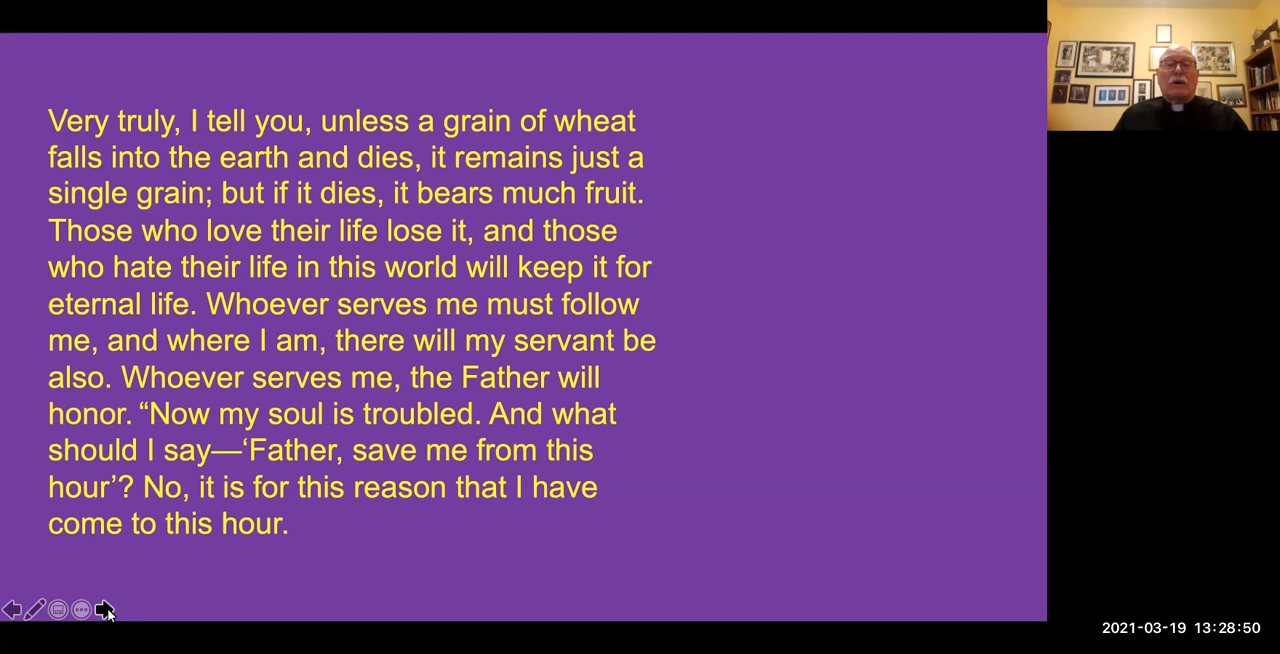 Very truly, I tell you, unless a grain of wheat
falls into the earth and dies, it remains just a
single grain; but if it dies, it bears much fruit.
Those who love their life lose it, and those
who hate their life in this world will keep it for
eternal life. Whoever serves me must follow
me, and where I am, there will my servant be
also. Whoever serves me, the Father will
honor. “Now my soul is troubled. And what
should I say—‘Father, save me from this
hour’? No, it is for this reason that I have
come to this hour.
2021-03-19 13:28:50